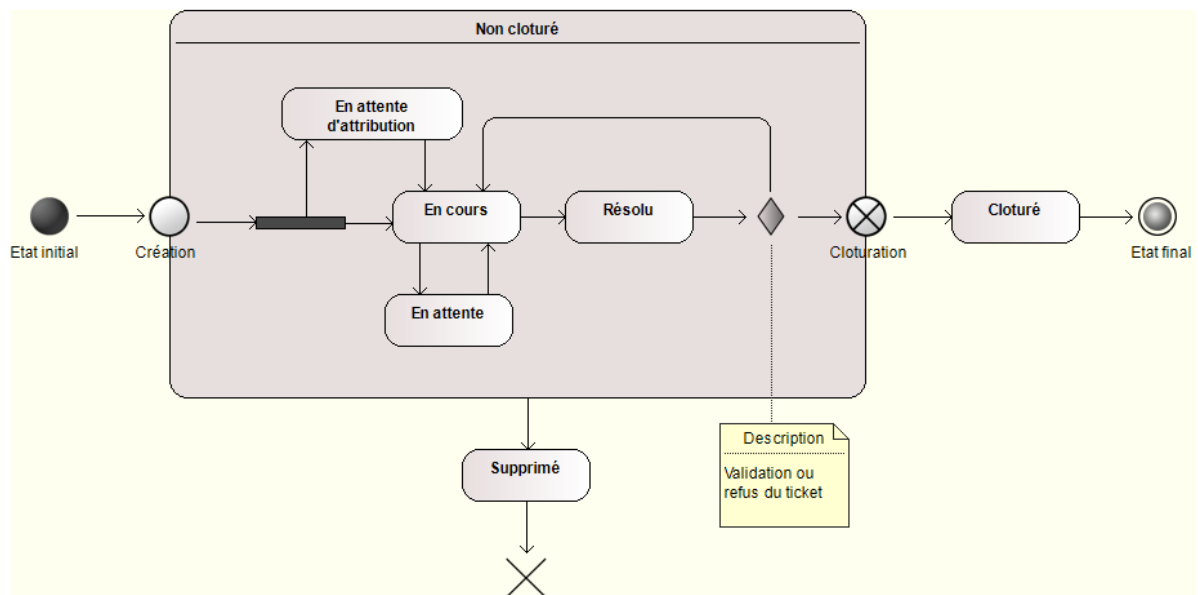 Non cloturé
En attente
d'attribution
En cours
Résolu
Cloturé
Etat initial
Création
Cloturation
Etat final
En attente
Description
Supprimé
Validation ou
refus du ticket